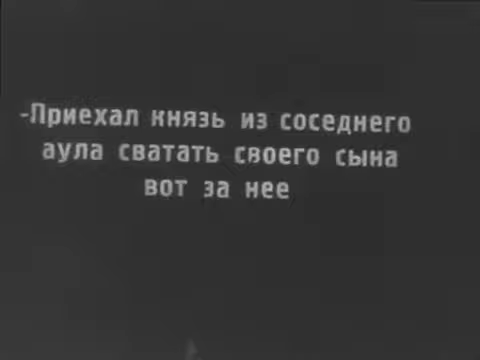 -Приехал князь из соседнего
аула сватать своего сына
вот за нее